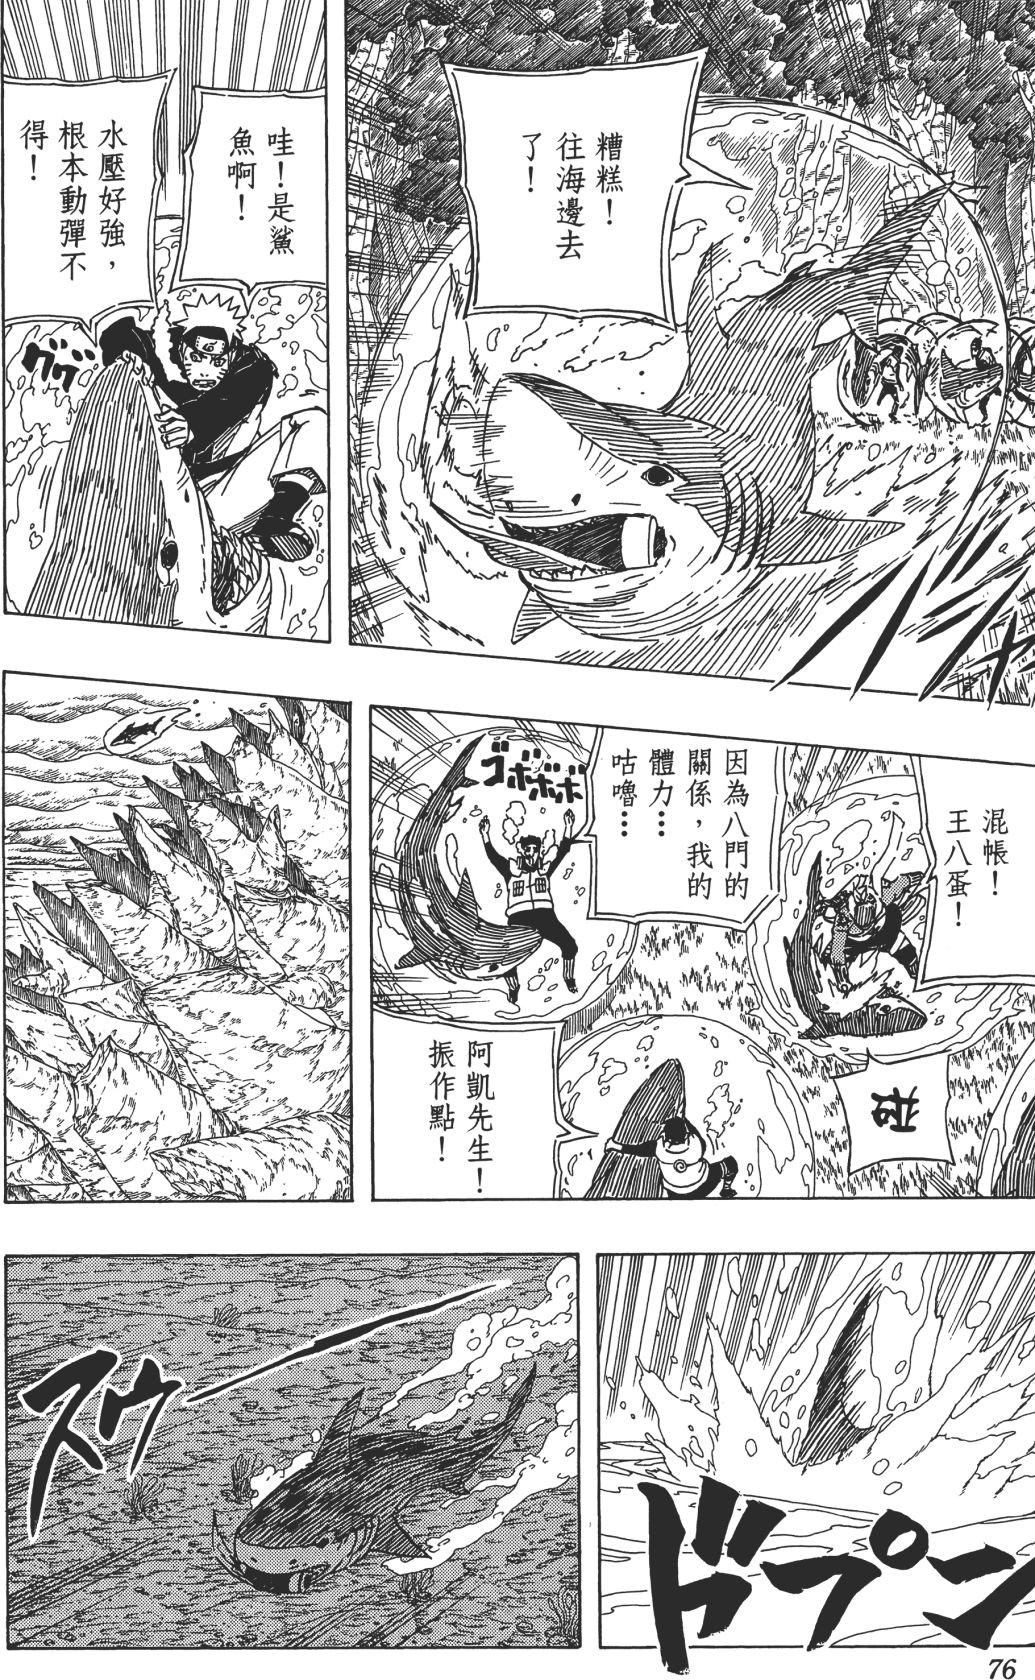 糟糕！
往海邊去
了！
哇！是鯊
魚啊！
水壓好強，
根本動彈不
得！
グググ
混帳！
王八蛋！
因為八門的
關係，我的
體力…
咕嚕…
ゴボボボ
阿凱先生！
振作點！
ドプン
スウー
76